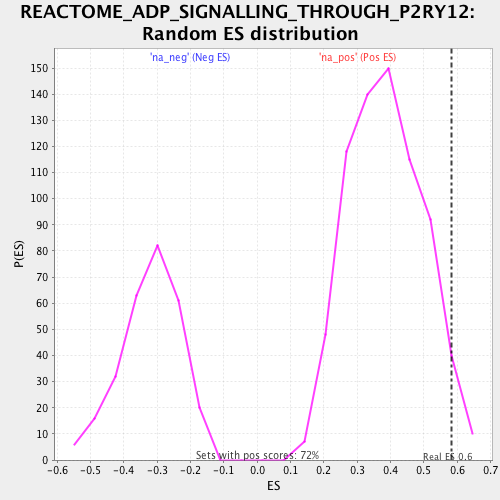 REACTOME_ADP_SIGNALLING_THROUGH_P2RY12:
Random ES distribution
'na_neg' (Neg ES)
'na_pos' (Pos ES)
150
140
130
120
110
100
90
80
70
60
50
40
30
20
10
0
P(ES)
Sets with pos scores: 72%
Real ES 0.6
-0.6 -0.5 -0.4 -0.3 -0.2 -0.1 0.0 0.1 0.2 0.3 0.4 0.5 0.6 0.7
ES